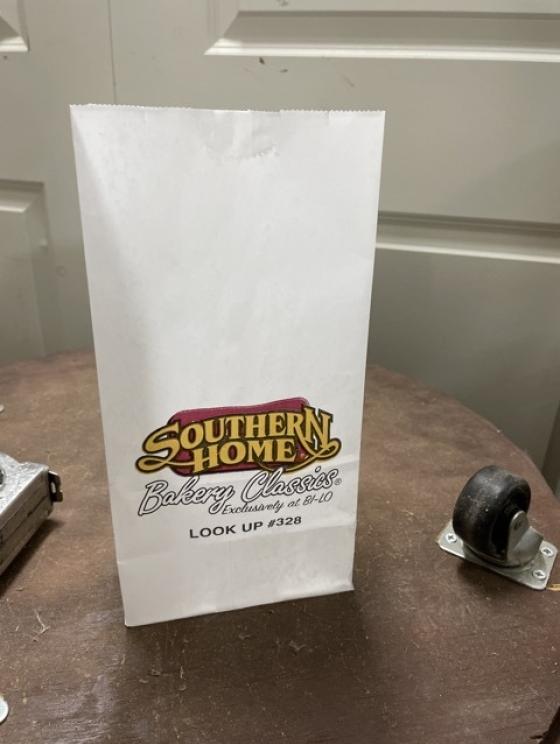 SOUTHERN
HOME
Bakery Classics®
Exclusively at BI-LO
LOOK UP #328